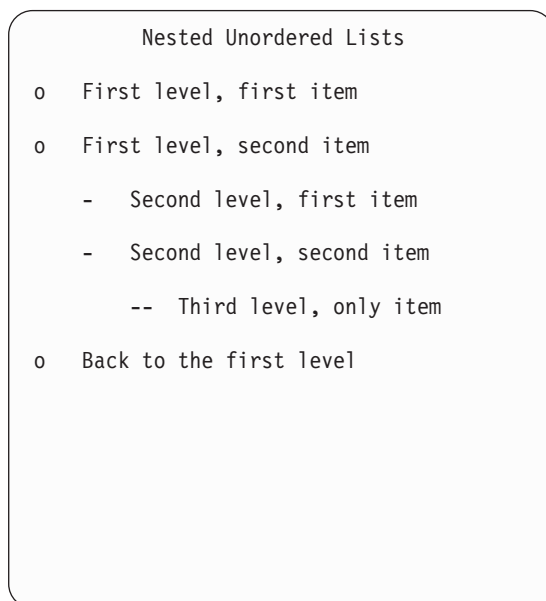 Nested Unordered Lists
o First level, first item
o First level, second item
- Second level, first item
- Second level, second item
-- Third level, only item
o Back to the first level